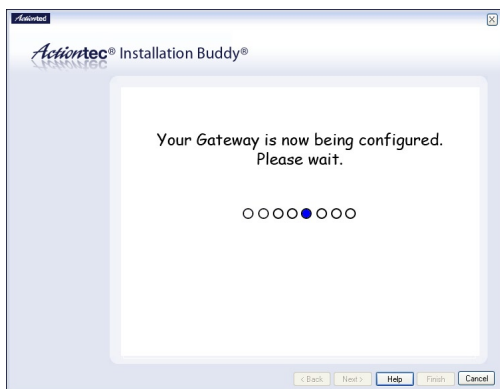 Actiontec
Actiontec® Installation Buddy®
Your Gateway is now being configured.
Please wait.
< Back Next > Help Finish Cancel